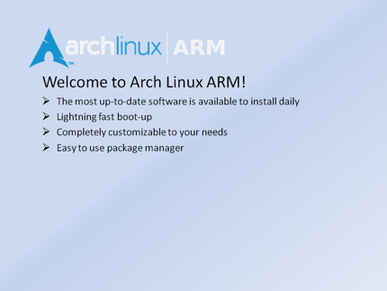 archlinux | ARM
™
Welcome to Arch Linux ARM!
➤ The most up-to-date software is available to install daily
➤ Lightning fast boot-up
➤ Completely customizable to your needs
➤ Easy to use package manager